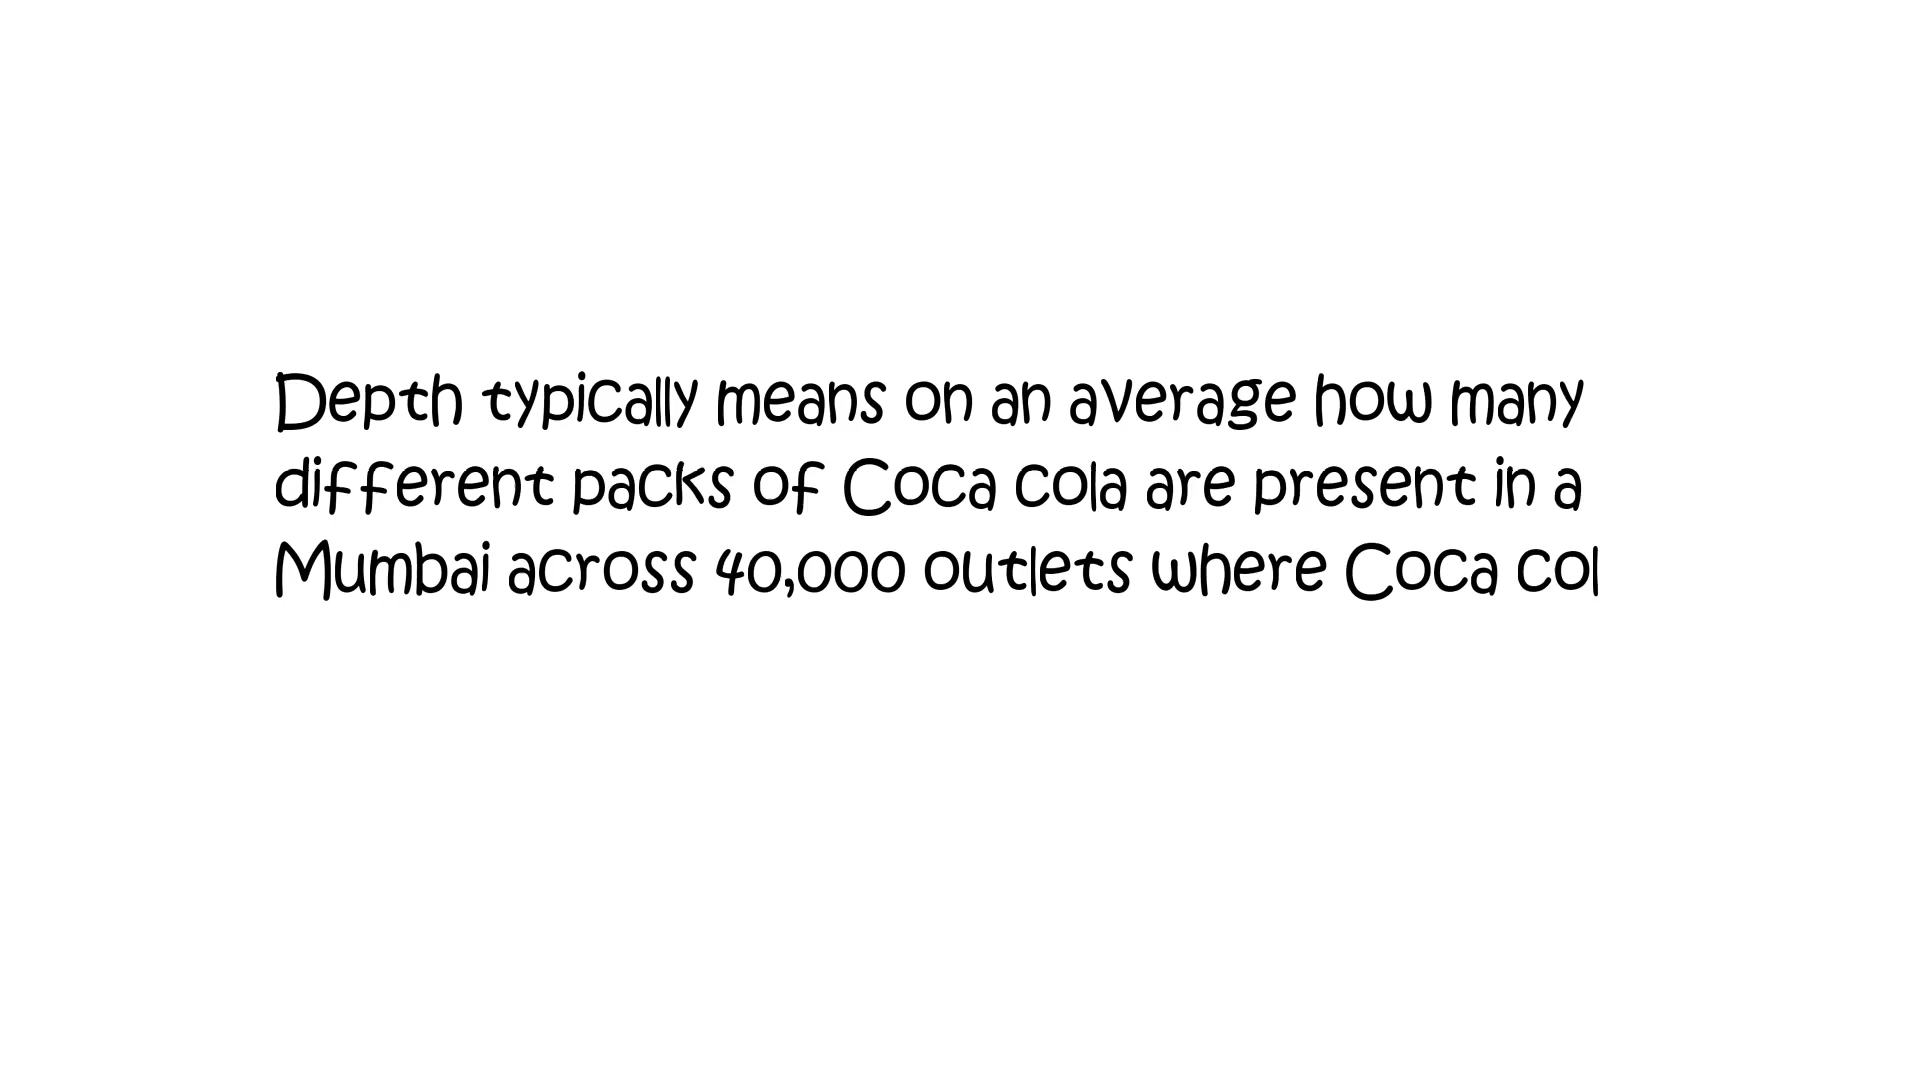 Depth typically means on an average how many
different packs of Coca cola are present in a
Mumbai across 40,000 outlets where Coca col